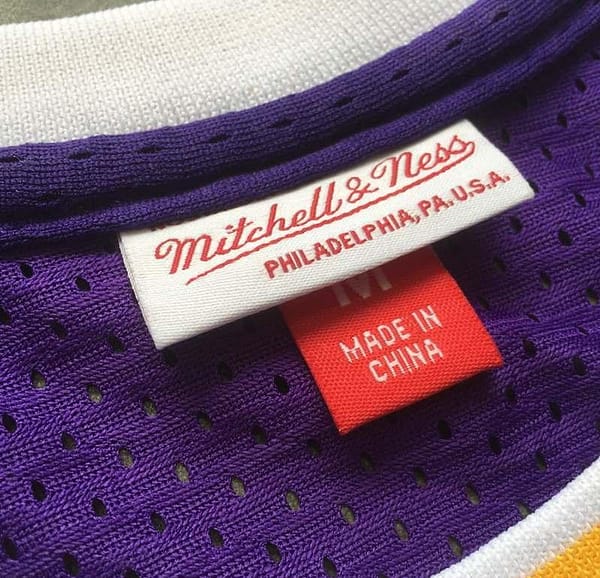 Mitchell & Ness
PHILADELPHIA, PA. U.S.A.
M
MADE IN
CHINA